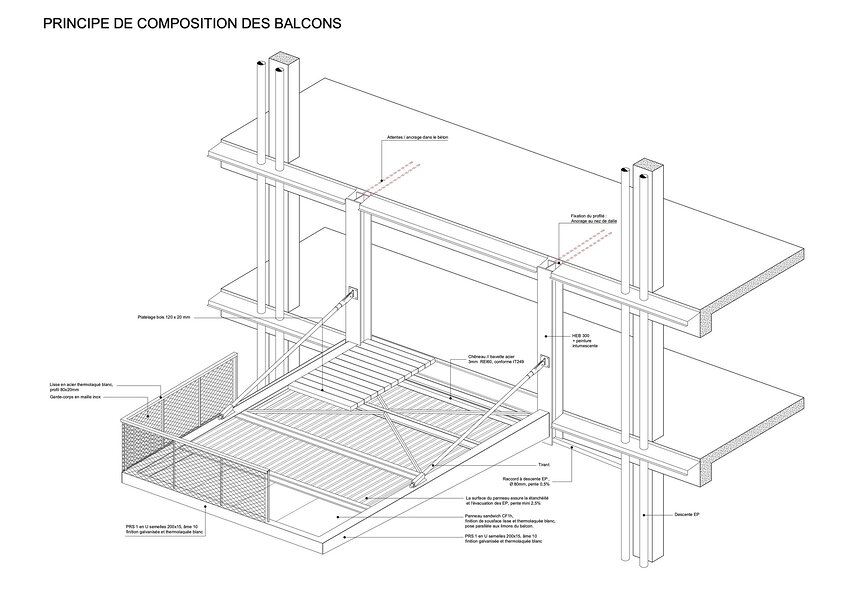 PRINCIPE DE COMPOSITION DES BALCONS
Attentes / ancrage dans le béton
Fixation du profilé :
Ancrage au nez de dalle
Platelage bois 120 x 20 mm
HEB 300
+ peinture
intumescente
Chéneau // bavette acier
3mm REI60, conforme IT249
Lisse en acier thermolaqué blanc,
profil 80x20mm
Garde-corps en maille inox
Tirant
Raccord à descente EP,
Ø 80mm, pente 0,5%
La surface du panneau assure la étanchéité
et l'évacuation des EP, pente mini 2,5%
Panneau sandwich CF1h,
finition de sousface lisse et thermolaquée blanc,
pose parallèle aux limons du balcon.
Descente EP
PRS 1 en U semelles 200x15, âme 10
finition galvanisée et thermolaquée blanc
PRS 1 en U semelles 200x15, âme 10
finition galvanisée et thermolaquée blanc